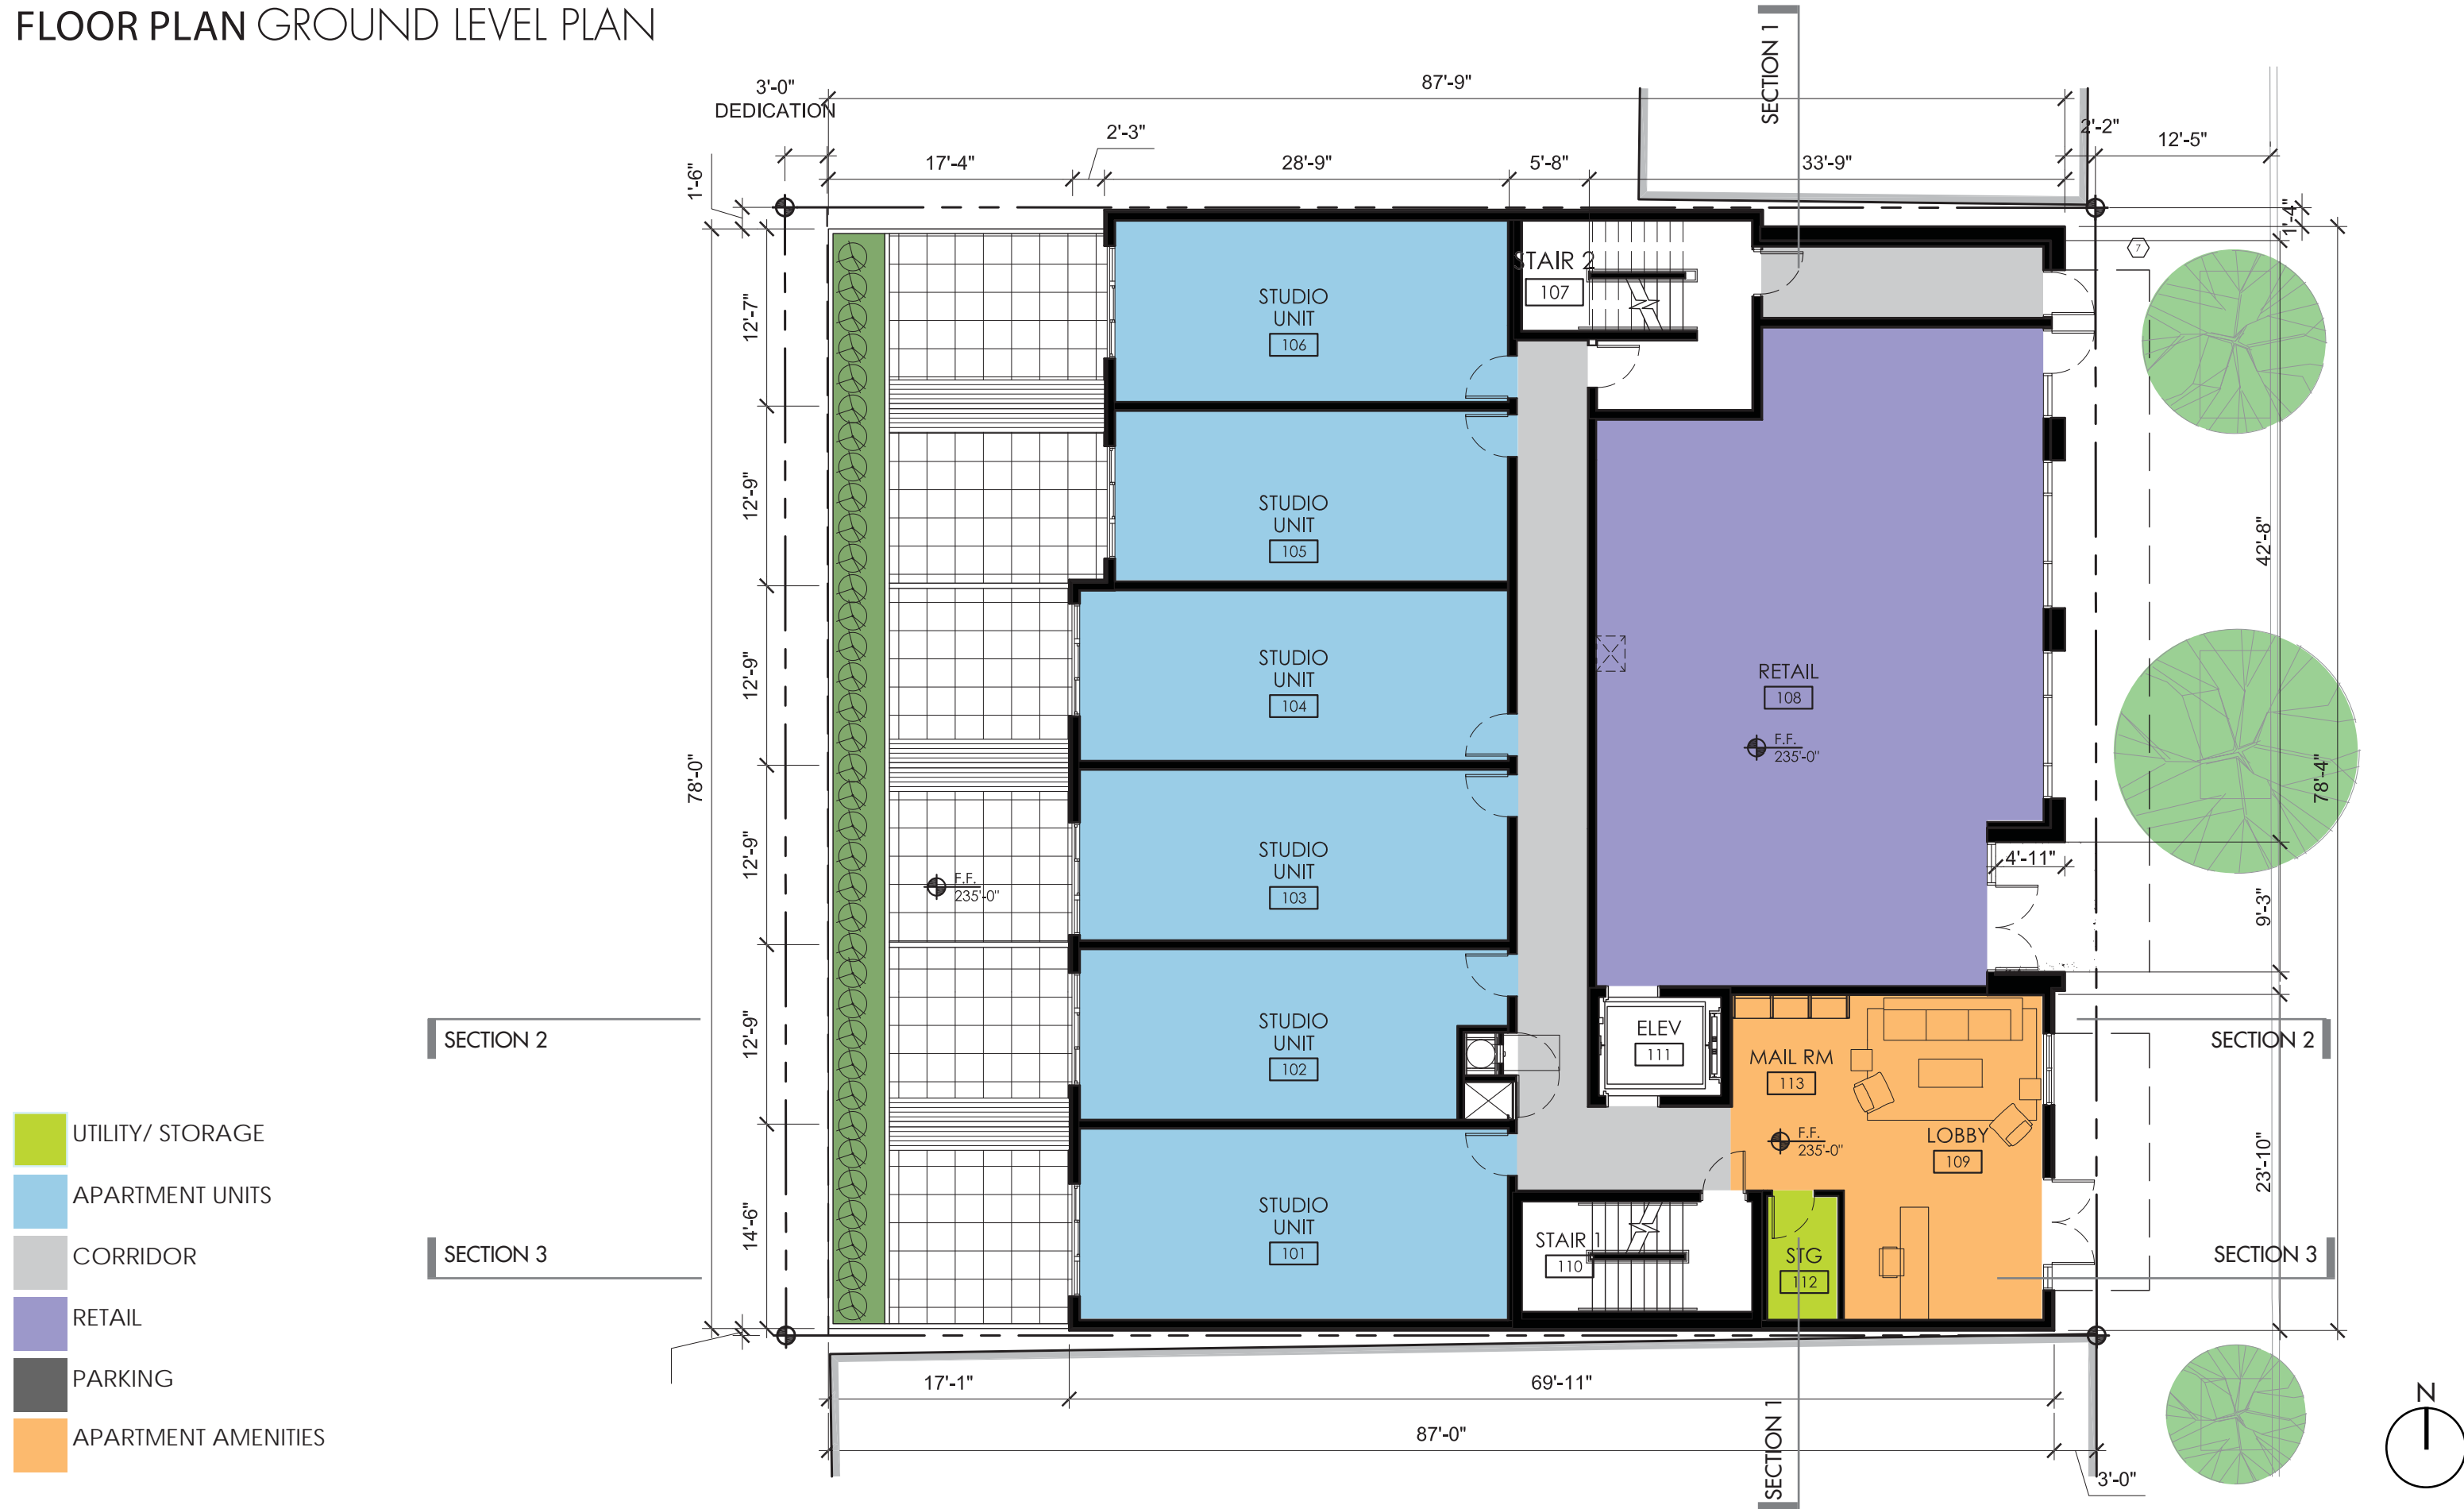 FLOOR PLAN GROUND LEVEL PLAN
SECTION 1
3'-0"
DEDICATION
87'-9"
2'-3"
2'-2"
12'-5"
17'-4"
28'-9"
5'-8"
33'-9"
1'-6"
1'-4"
7
STAIR 2
107
STUDIO
UNIT
106
12'-7"
STUDIO
UNIT
105
12'-9"
42'-8"
STUDIO
UNIT
104
12'-9"
RETAIL
108
F.F.
235'-0"
78'-0"
78'-4"
STUDIO
UNIT
103
12'-9"
F.F.
235'-0"
4'-11"
9'-3"
SECTION 2
STUDIO
UNIT
102
12'-9"
ELEV
111
MAIL RM
113
SECTION 2
F.F.
235'-0"
LOBBY
109
23'-10"
UTILITY/ STORAGE
APARTMENT UNITS
CORRIDOR
RETAIL
PARKING
APARTMENT AMENITIES
SECTION 3
14'-6"
STUDIO
UNIT
101
STAIR 1
110
STG
112
SECTION 3
17'-1"
69'-11"
87'-0"
SECTION 1
3'-0"
N